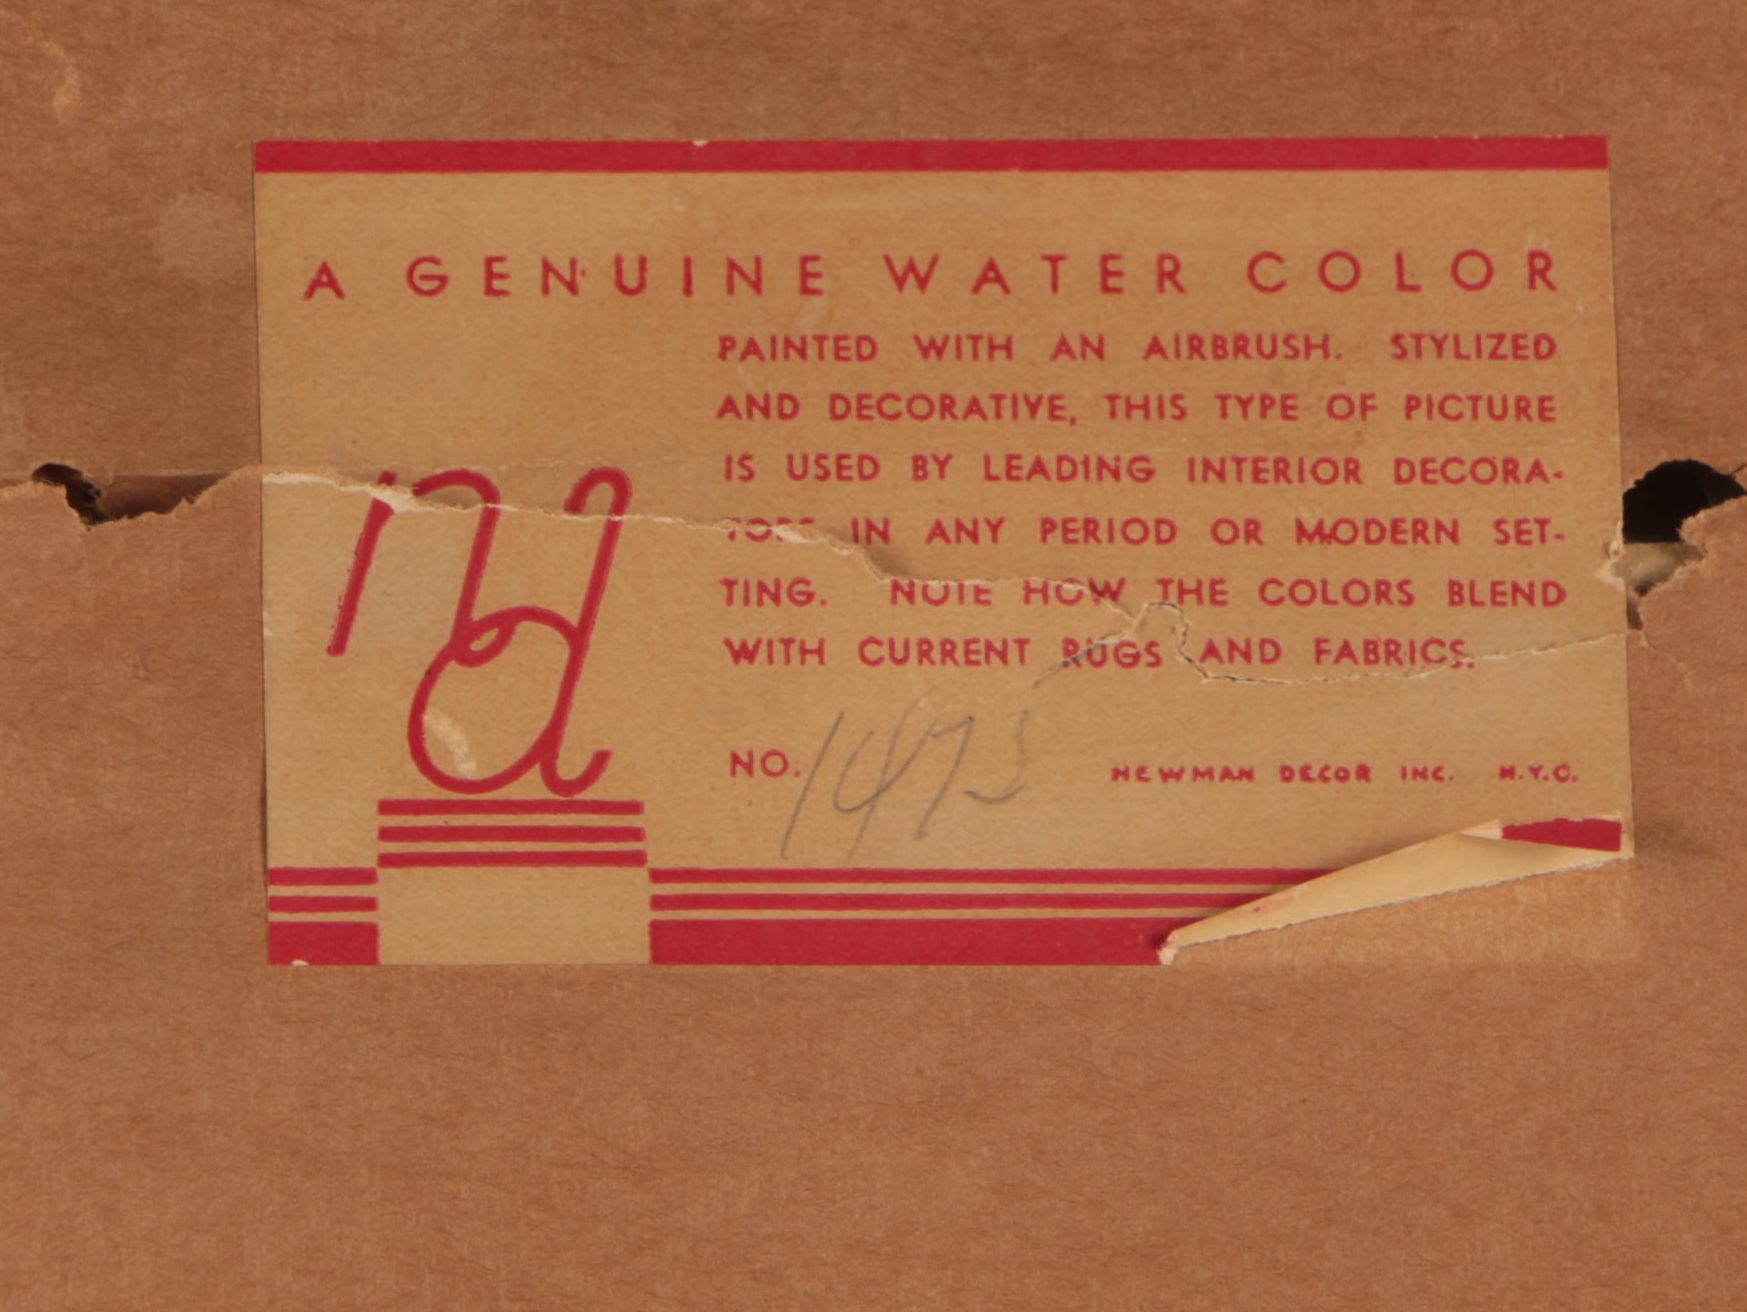 A GENUINE WATER COLOR
PAINTED WITH AN AIRBRUSH. STYLIZED
AND DECORATIVE, THIS TYPE OF PICTURE
IS USED BY LEADING INTERIOR DECORA-
TORS IN ANY PERIOD OR MODERN SET-
TING. NOTE HOW THE COLORS BLEND
WITH CURRENT RUGS AND FABRICS.
nd
NO. 1475
NEWMAN DECOR INC. N.Y.C.